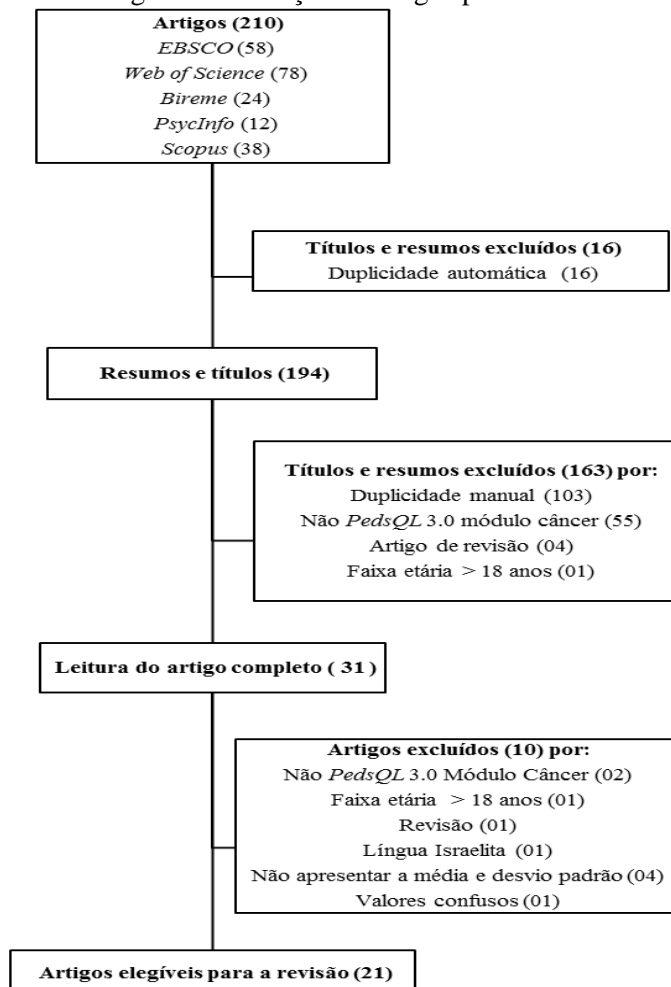 Artigos (210)
EBSCO (58)
Web of Science (78)
Bireme (24)
PsycInfo (12)
Scopus (38)
Títulos e resumos excluídos (16)
Duplicidade automática (16)
Resumos e títulos (194)
Títulos e resumos excluídos (163) por:
Duplicidade manual (103)
Não PedsQL 3.0 módulo câncer (55)
Artigo de revisão (04)
Faixa etária > 18 anos (01)
Leitura do artigo completo ( 31)
Artigos excluídos (10) por:
Não PedsQL 3.0 Módulo Câncer (02)
Faixa etária > 18 anos (01)
Revisão (01)
Língua Israelita (01)
Não apresentar a média e desvio padrão (04)
Valores confusos (01)
Artigos elegíveis para a revisão (21)